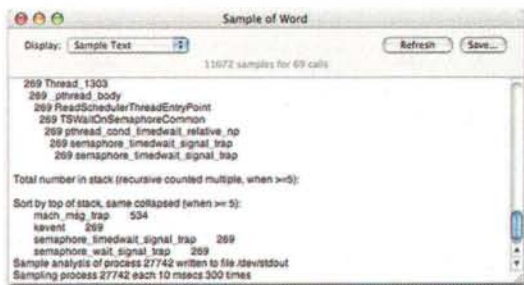 Sample of Word
Display: Sample Text Refresh Save...
11672 samples for 69 calls
269 Thread_1303
269 _pthread_body
269 ReadSchedulerThreadEntryPoint
269 TSWaitOnSemaphoreCommon
269 pthread_cond_timedwait_relative_np
269 semaphore_timedwait_signal_trap
269 semaphore_timedwait_signal_trap
Total number in stack (recursive counted multiple, when >=5):
Sort by top of stack, same collapsed (when >= 5):
mach_msg_trap 534
kevent 269
semaphore_timedwait_signal_trap 269
semaphore_wait_signal_trap 269
Sample analysis of process 27742 written to file /dev/stdout
Sampling process 27742 each 10 msecs 300 times